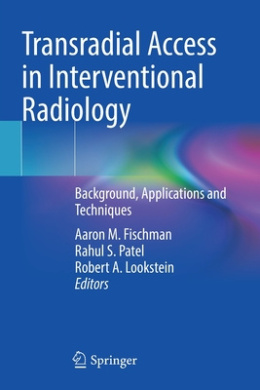 Transradial Access
in Interventional
Radiology
Background, Applications and
Techniques
Aaron M. Fischman
Rahul S. Patel
Robert A. Lookstein
Editors
Springer